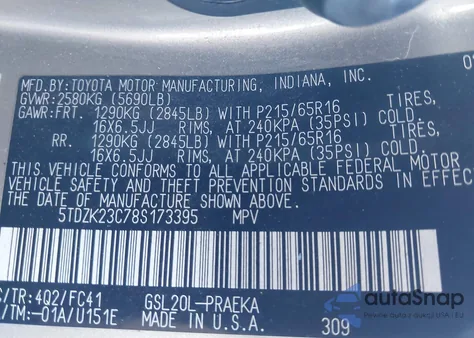 MFD.BY:TOYOTA MOTOR MANUFACTURING, INDIANA, INC.
GVWR:2580KG (5690LB)
GAWR:FRT. 1290KG (2845LB) WITH P215/65R16 TIRES,
16X6.5JJ RIMS, AT 240KPA (35PSI) COLD.
RR. 1290KG (2845LB) WITH P215/65R16 TIRES,
16X6.5JJ RIMS, AT 240KPA (35PSI) COLD.
THIS VEHICLE CONFORMS TO ALL APPLICABLE FEDERAL MOTOR
VEHICLE SAFETY AND THEFT PREVENTION STANDARDS IN EFFEC
THE DATE OF MANUFACTURE SHOWN ABOVE.
5TDZK23C78S173395 MPV
C/TR:4Q2/FC41 GSL20L-PRAEKA
/TM:-01A/U151E MADE IN U.S.A. 309
autoSnap